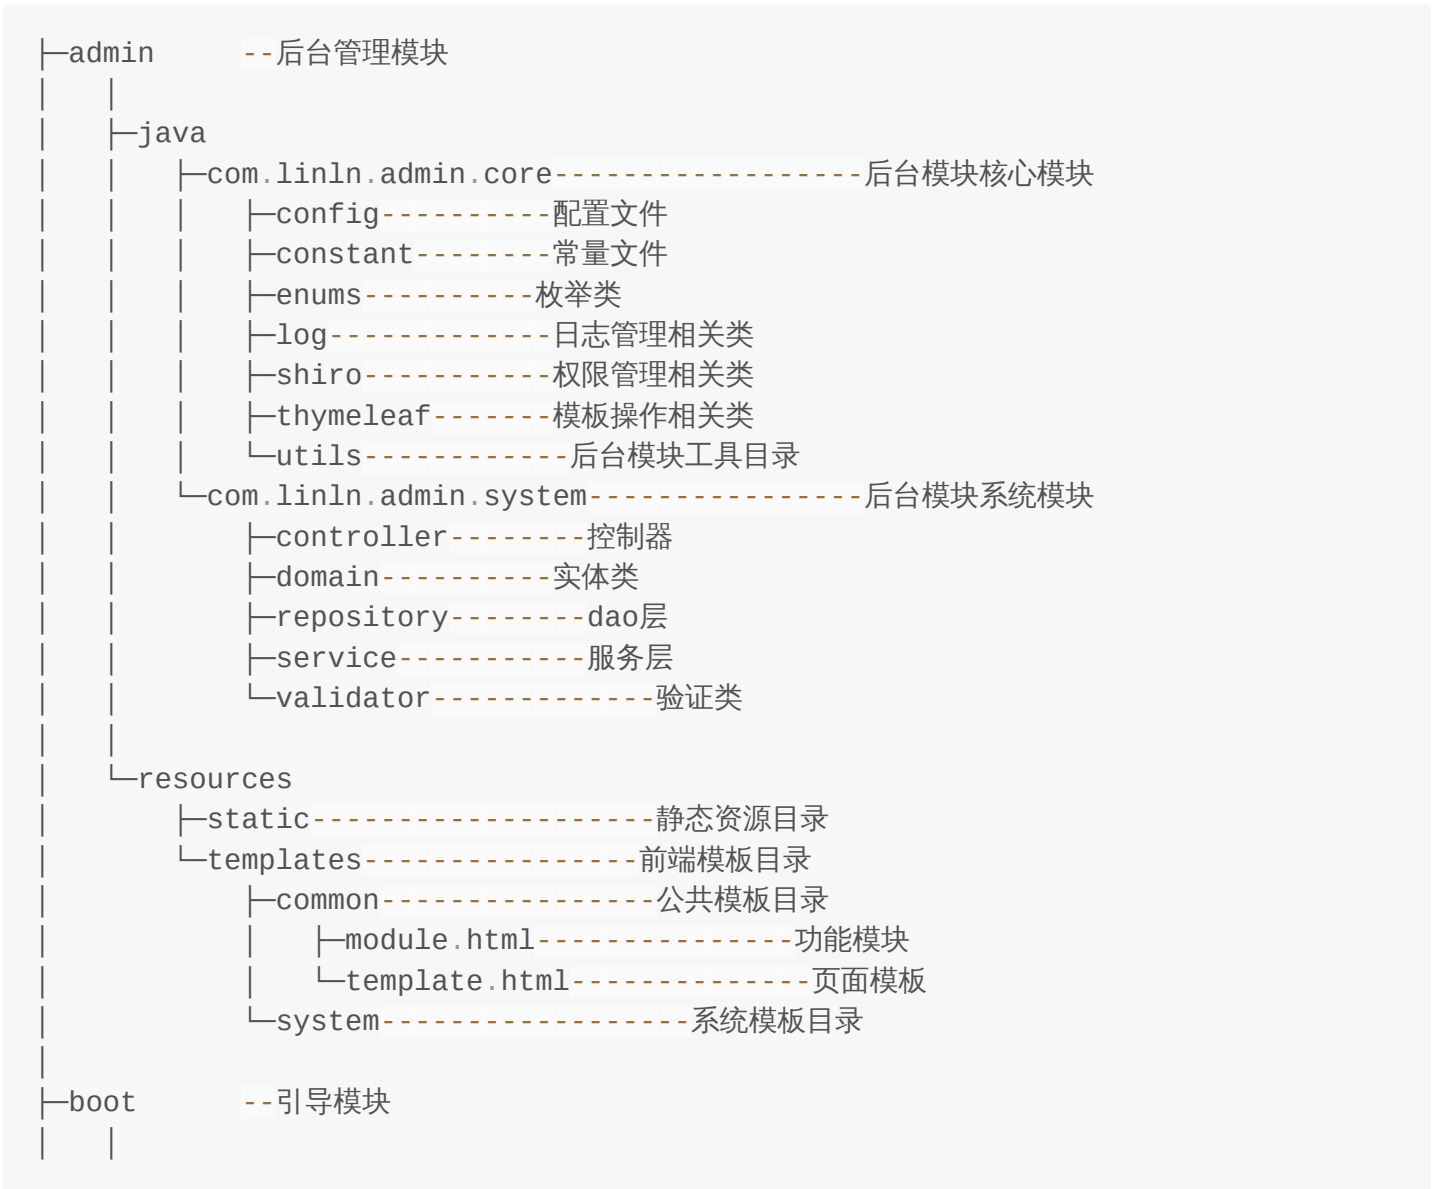 ├─admin     --后台管理模块
│   │
│   ├─java
│   │   ├─com.linln.admin.core------------------后台模块核心模块
│   │   │   ├─config----------配置文件
│   │   │   ├─constant--------常量文件
│   │   │   ├─enums----------枚举类
│   │   │   ├─log-------------日志管理相关类
│   │   │   ├─shiro-----------权限管理相关类
│   │   │   ├─thymeleaf-------模板操作相关类
│   │   │   └─utils------------后台模块工具目录
│   │   └─com.linln.admin.system----------------后台模块系统模块
│   │       ├─controller--------控制器
│   │       ├─domain----------实体类
│   │       ├─repository--------dao层
│   │       ├─service-----------服务层
│   │       └─validator-------------验证类
│   │
│   └─resources
│       ├─static--------------------静态资源目录
│       └─templates----------------前端模板目录
│           ├─common----------------公共模板目录
│           │   ├─module.html---------------功能模块
│           │   └─template.html--------------页面模板
│           └─system------------------系统模板目录
│
├─boot      --引导模块
│   │